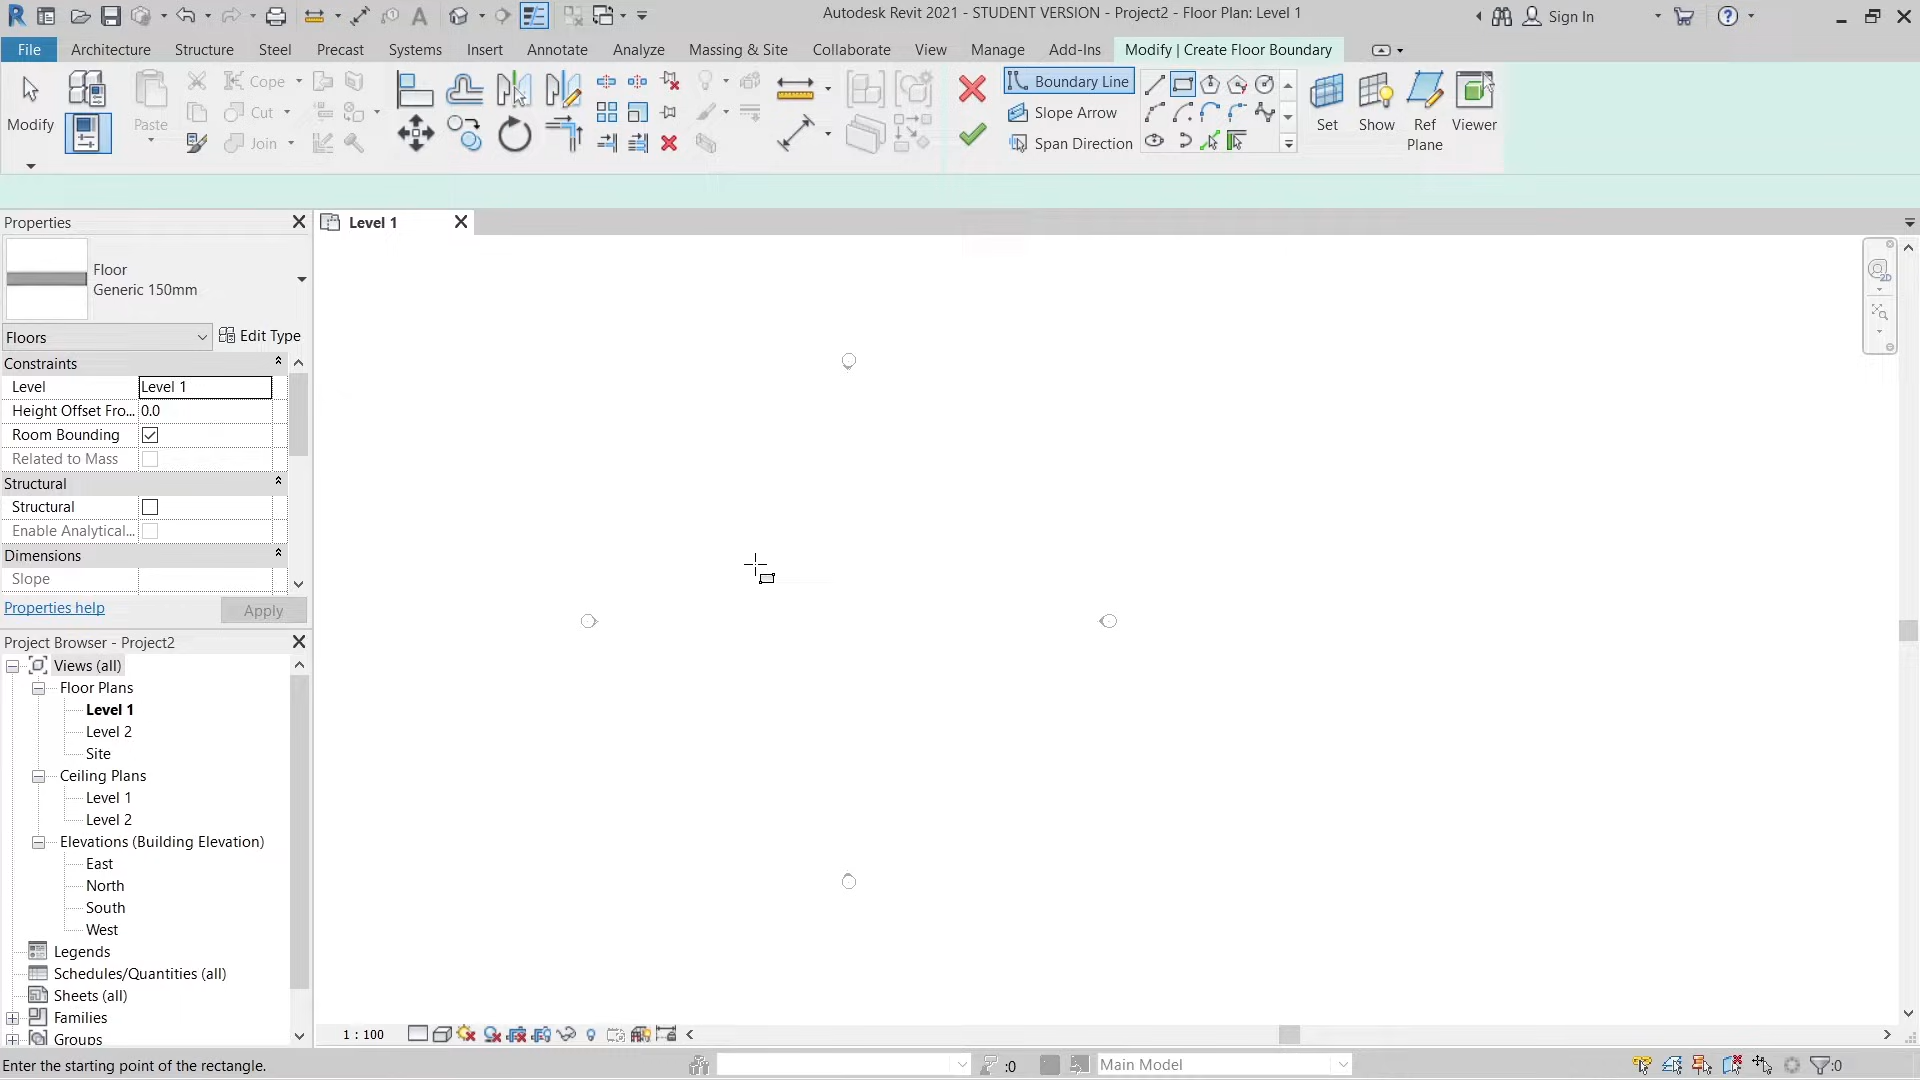 Autodesk Revit 2021 - STUDENT VERSION - Project2 - Floor Plan: Level 1
Sign In
File
Architecture
Structure
Steel
Precast
Systems
Insert
Annotate
Analyze
Massing & Site
Collaborate
View
Manage
Add-Ins
Modify | Create Floor Boundary
Modify
Paste
Cope
Cut
Join
Boundary Line
Slope Arrow
Span Direction
Set
Show
Ref
Plane
Viewer
Properties
Level 1
Floor
Generic 150mm
Floors
Edit Type
Constraints
Level
Level 1
Height Offset Fro...
0.0
Room Bounding
Related to Mass
Structural
Structural
Enable Analytical...
Dimensions
Slope
Properties help
Apply
Project Browser - Project2
Views (all)
Floor Plans
Level 1
Level 2
Site
Ceiling Plans
Level 1
Level 2
Elevations (Building Elevation)
East
North
South
West
Legends
Schedules/Quantities (all)
Sheets (all)
Families
Groups
1 : 100
Enter the starting point of the rectangle.
:0
Main Model
:0
2D